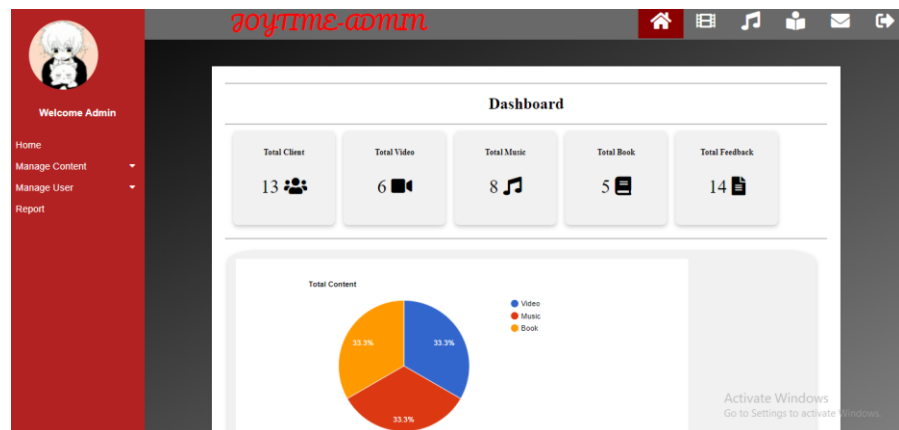 JOYTIME-ADMIN
Welcome Admin
Home
Manage Content
Manage User
Report
Dashboard
Total Client
13
Total Video
6
Total Music
8
Total Book
5
Total Feedback
14
Total Content
Video
Music
Book
33.3%
33.3%
33.3%
Activate Windows
Go to Settings to activate Windows.